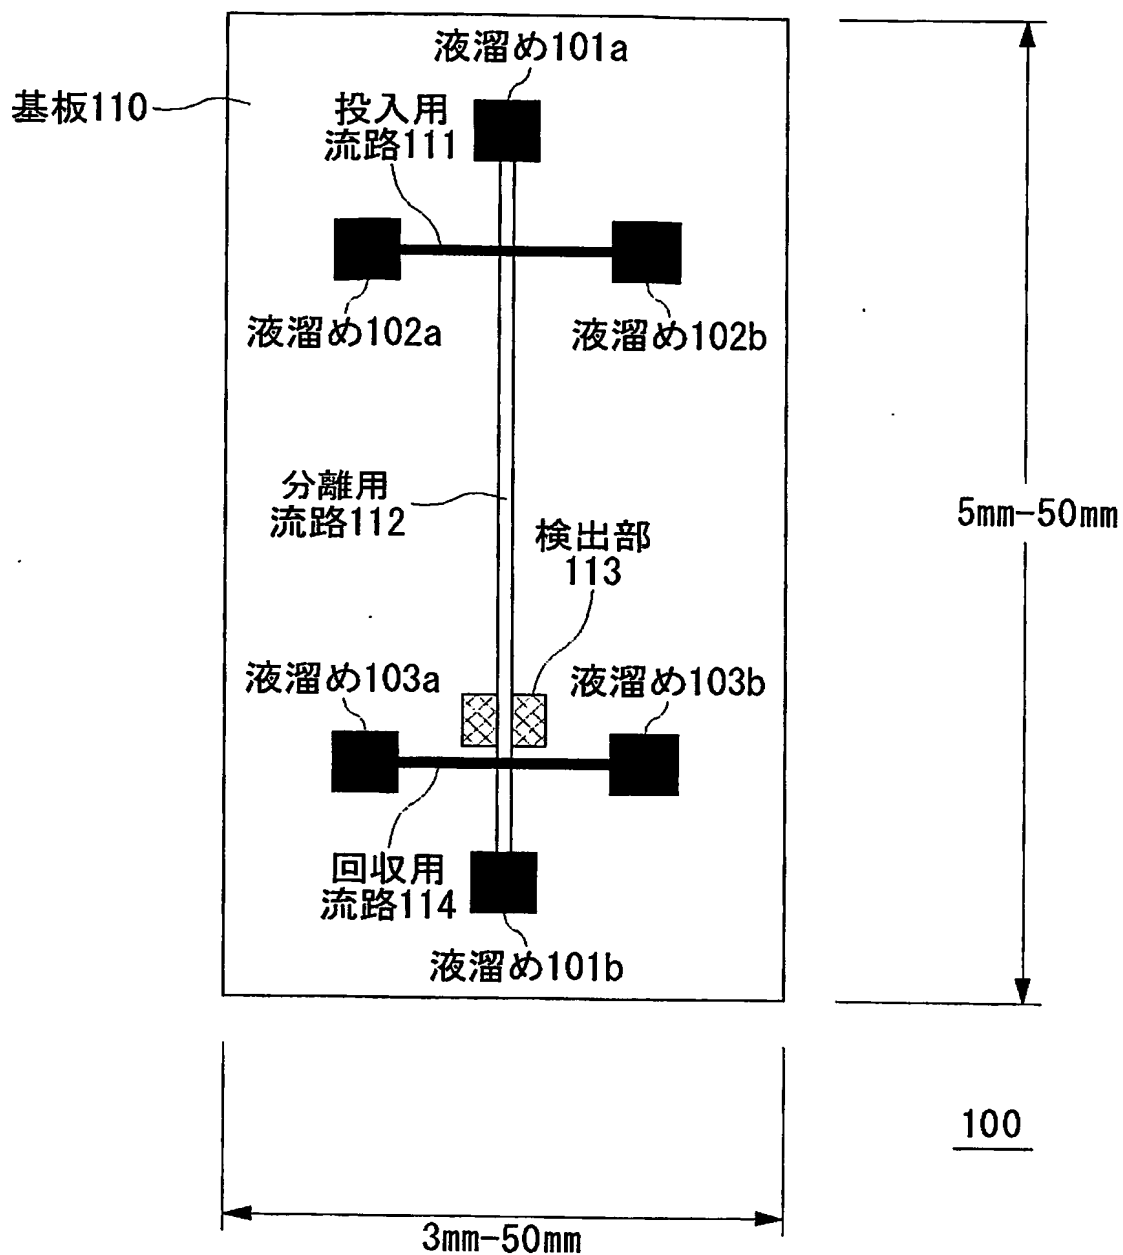 液溜め101a
基板110
投入用
流路111
液溜め102a
液溜め102b
分離用
流路112
検出部
113
5mm-50mm
液溜め103a
液溜め103b
回収用
流路114
液溜め101b
100
3mm-50mm